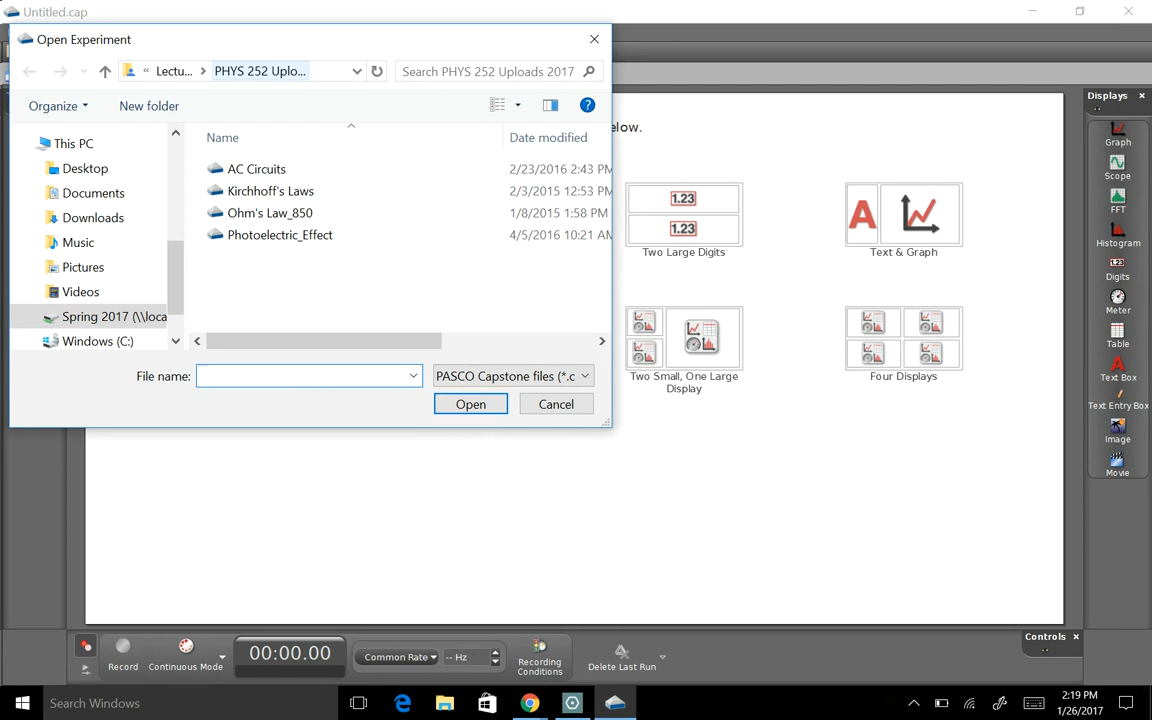 Untitled.cap
Open Experiment
« Lectu... > PHYS 252 Uplo...
Search PHYS 252 Uploads 2017
Organize
New folder
Name
Date modified
This PC
Desktop
Documents
Downloads
Music
Pictures
Videos
Spring 2017 (\\loca
Windows (C:)
AC Circuits 2/23/2016 2:43 PM
Kirchhoff's Laws 2/3/2015 12:53 PM
Ohm's Law_850 1/8/2015 1:58 PM
Photoelectric_Effect 4/5/2016 10:21 AM
File name:
PASCO Capstone files (*.c
Open
Cancel
elow.
1.23
1.23
Two Large Digits
A
Text & Graph
Two Small, One Large
Display
Four Displays
Displays
Graph
Scope
FFT
Histogram
1.23
Digits
Meter
Table
A
Text Box
Text Entry Box
Image
Movie
Record
Continuous Mode
00:00.00
Common Rate
-- Hz
Recording
Conditions
Delete Last Run
Controls
Search Windows
2:19 PM
1/26/2017